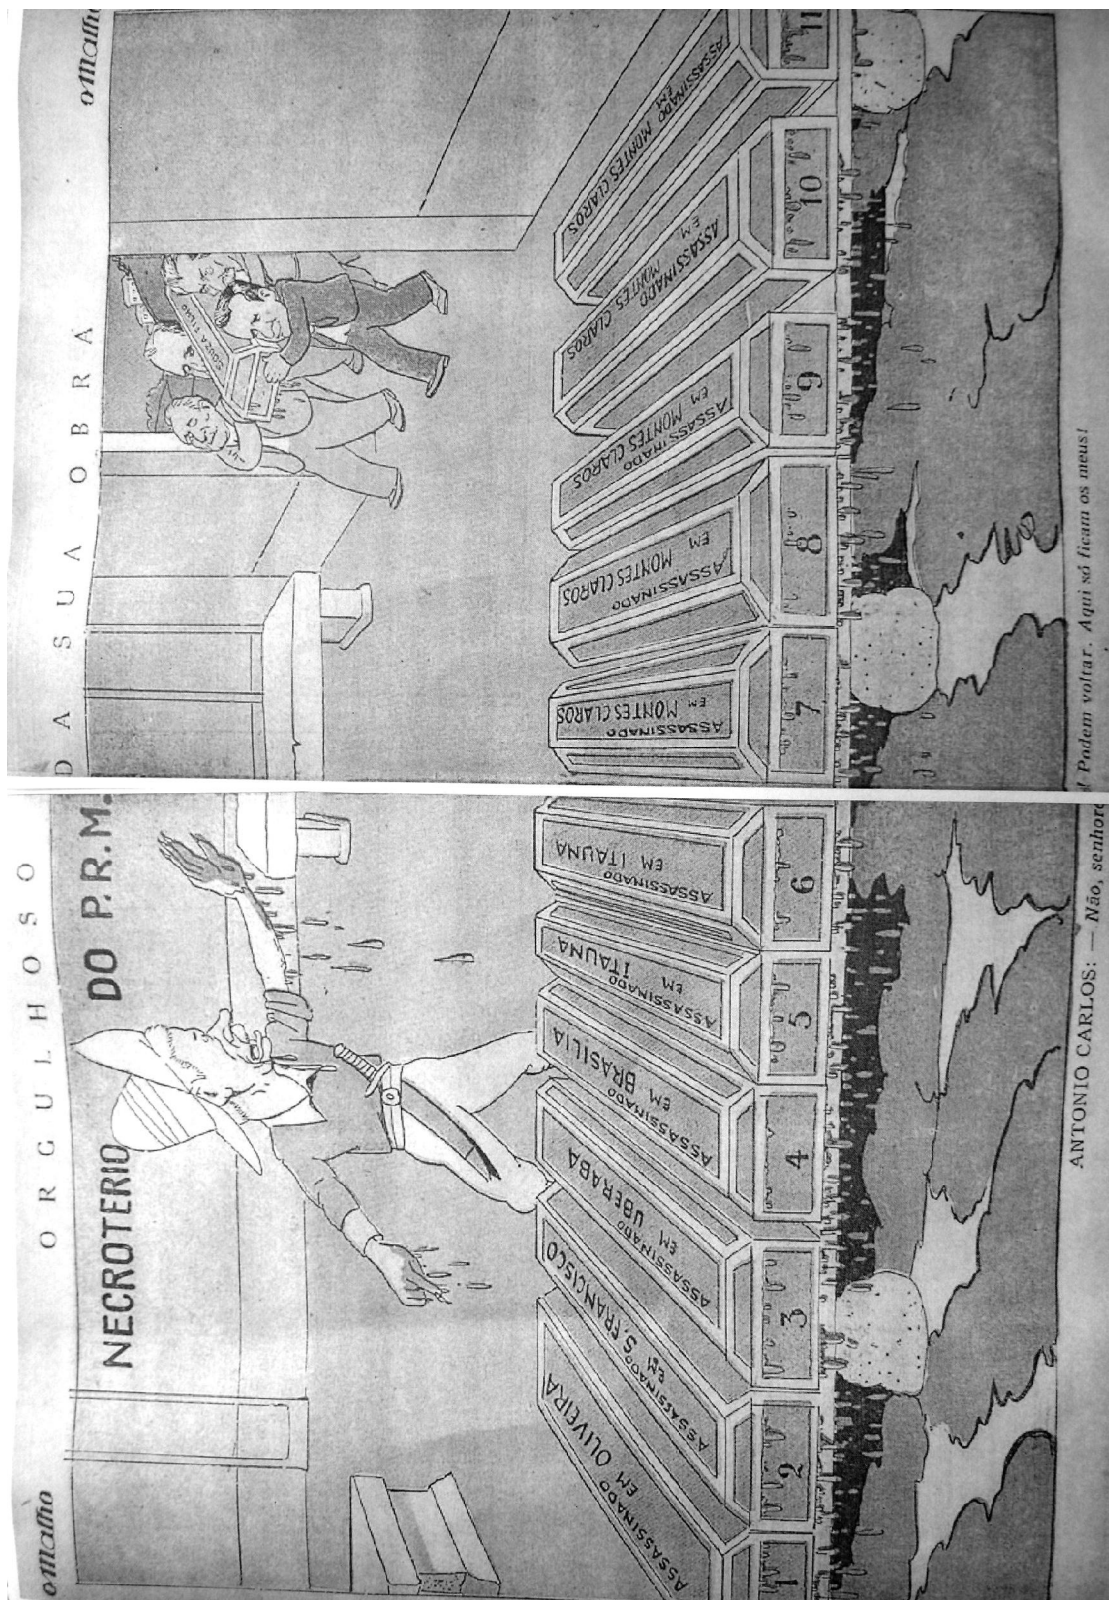 O Malho
ORGULHOSO DA SUA OBRA
O Malho
NECROTERIO DO P.R.M.
SOUZA FILHO
ASSASSINADO
EM OLIVEIRA
ASSASSINADO
EM S. FRANCISCO
ASSASSINADO
EM UBERABA
ASSASSINADO
EM BRASILIA
ASSASSINADO
EM ITAUNA
ASSASSINADO
EM ITAUNA
ASSASSINADO
EM MONTES CLAROS
ASSASSINADO
EM MONTES CLAROS
ASSASSINADO
EM MONTES CLAROS
ASSASSINADO
EM MONTES CLAROS
ASSASSINADO
EM MONTES CLAROS
1 2 3 4 5 6 7 8 9 10 11
ANTONIO CARLOS: — Não, senhore! Podem voltar. Aqui só ficam os meus!